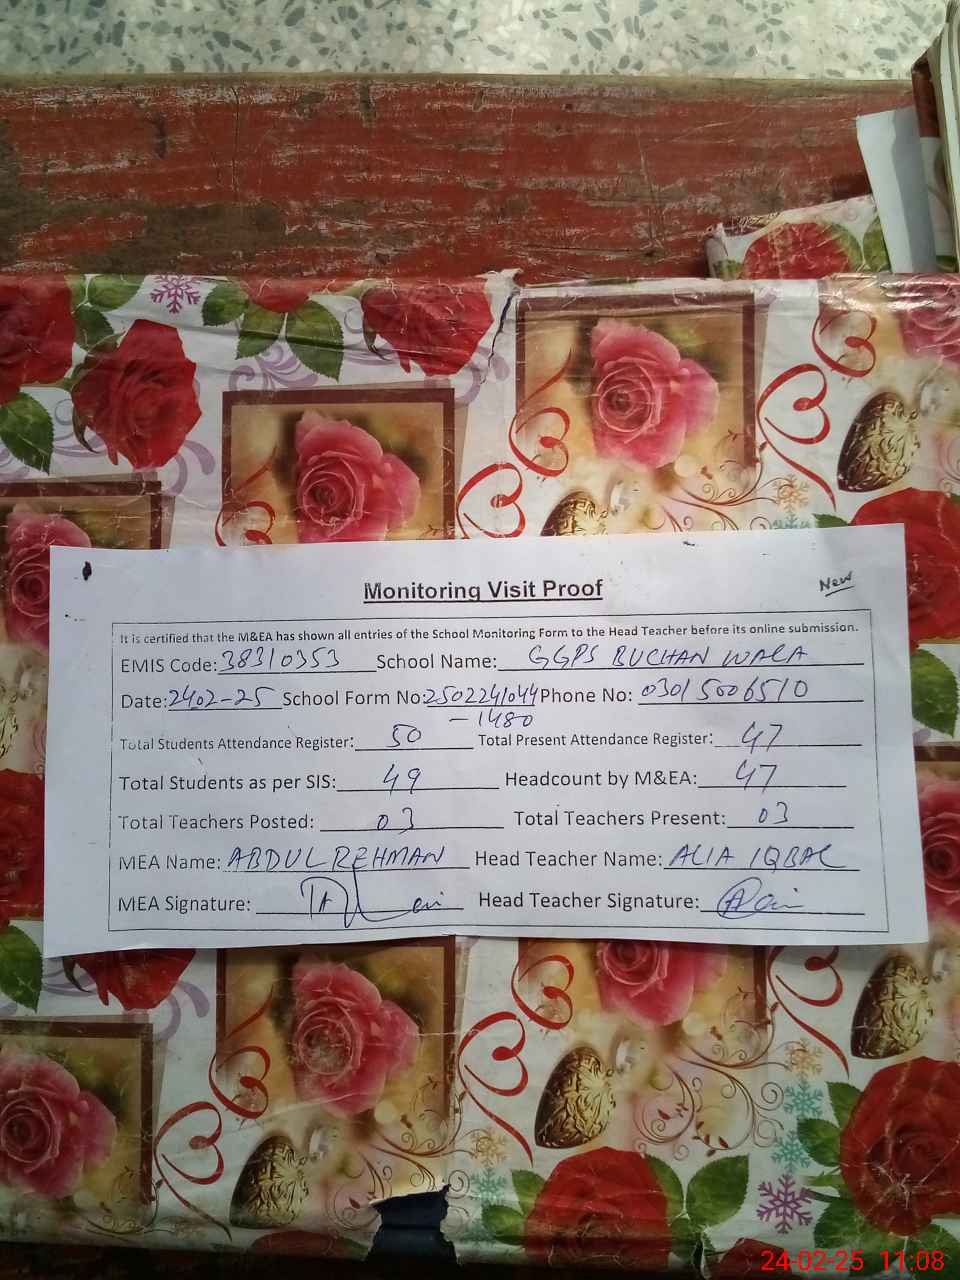 Monitoring Visit Proof
New
It is certified that the M&EA has shown all entries of the School Monitoring Form to the Head Teacher before its online submission.
EMIS Code: 38310353 School Name: GGPS BUCHAN WALA
Date: 2402-25 School Form No: 2502241044 Phone No: 03015006510
-1480
Total Students Attendance Register: 50 Total Present Attendance Register: 47
Total Students as per SIS: 49 Headcount by M&EA: 47
Total Teachers Posted: 03 Total Teachers Present: 03
MEA Name: ABDUL REHMAN Head Teacher Name: ALIA IQBAL
MEA Signature: Head Teacher Signature:
24-02-25 11:08